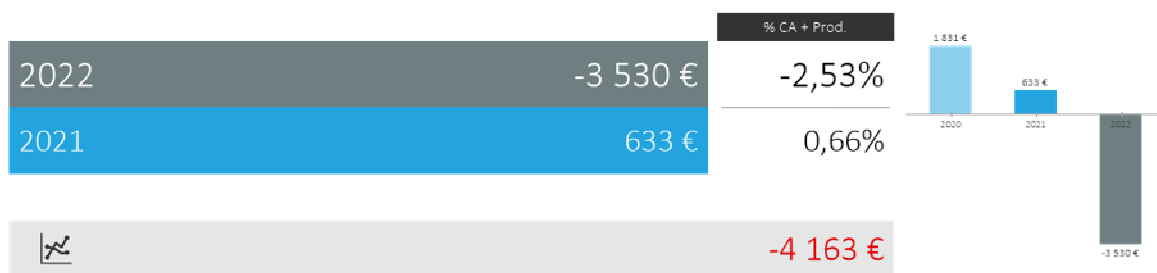 % CA + Prod.
2022 -3 530 € -2,53%
2021 633 € 0,66%
-4 163 €
1 831 €
633 €
2020 2021 2022
-3 530 €